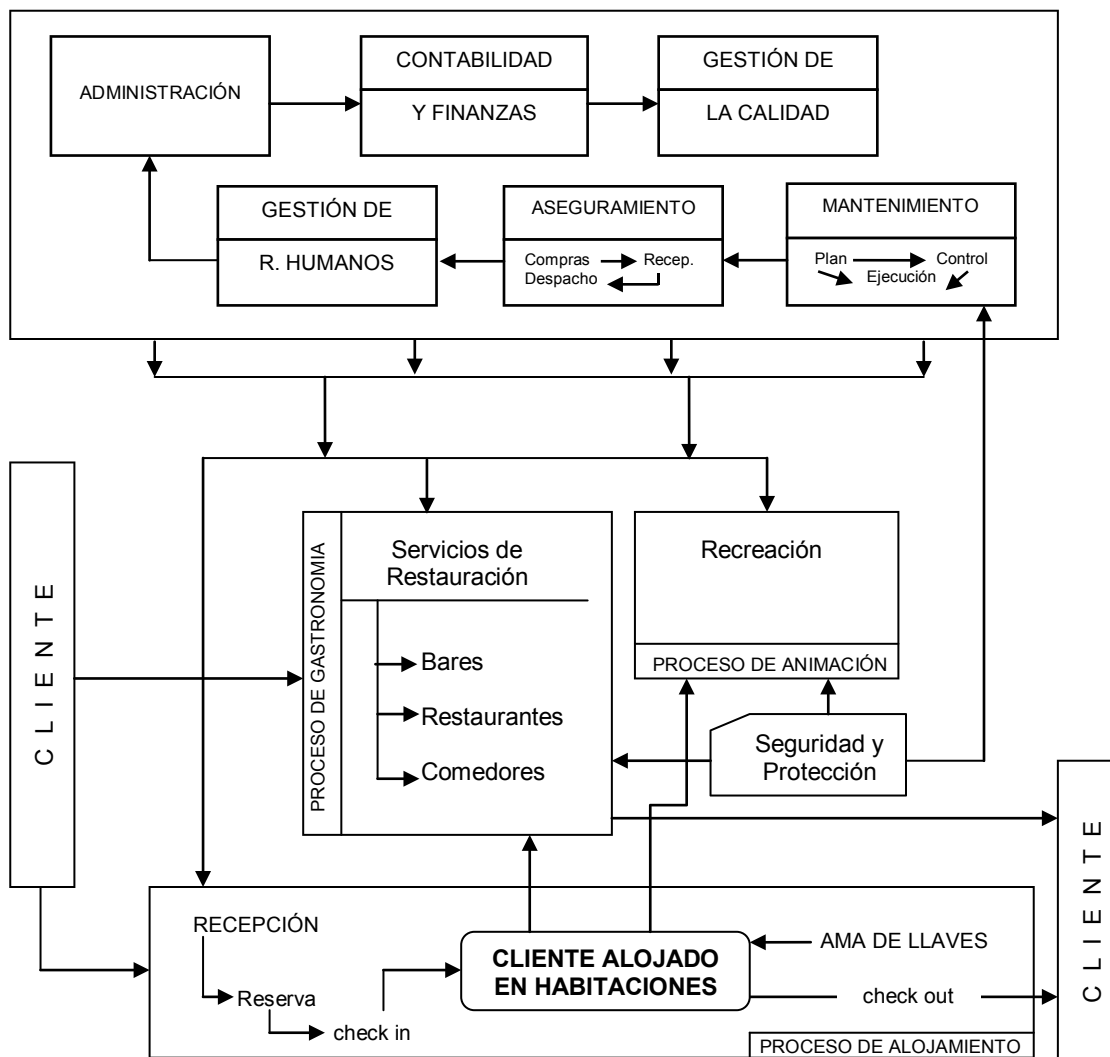 ADMINISTRACIÓN
CONTABILIDAD
Y FINANZAS
GESTIÓN DE
LA CALIDAD
GESTIÓN DE
R. HUMANOS
ASEGURAMIENTO
Compras Recep.
Despacho
MANTENIMIENTO
Plan Control
Ejecución
CLIENTE
PROCESO DE GASTRONOMIA
Servicios de
Restauración
Bares
Restaurantes
Comedores
Recreación
PROCESO DE ANIMACIÓN
Seguridad y
Protección
CLIENTE
RECEPCIÓN
Reserva
check in
CLIENTE ALOJADO
EN HABITACIONES
AMA DE LLAVES
check out
PROCESO DE ALOJAMIENTO